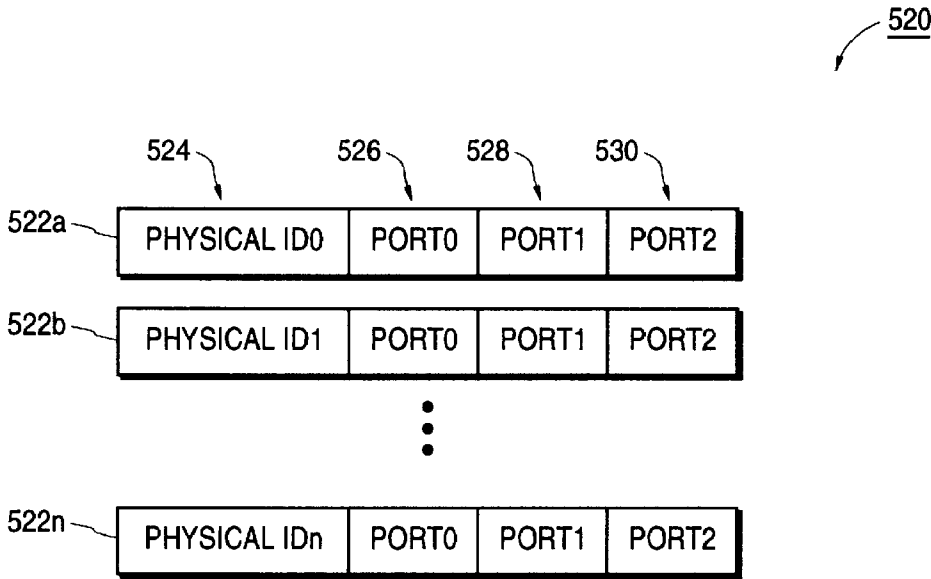 520
524 526 528 530
522a PHYSICAL ID0 PORT0 PORT1 PORT2
522b PHYSICAL ID1 PORT0 PORT1 PORT2
522n PHYSICAL IDn PORT0 PORT1 PORT2